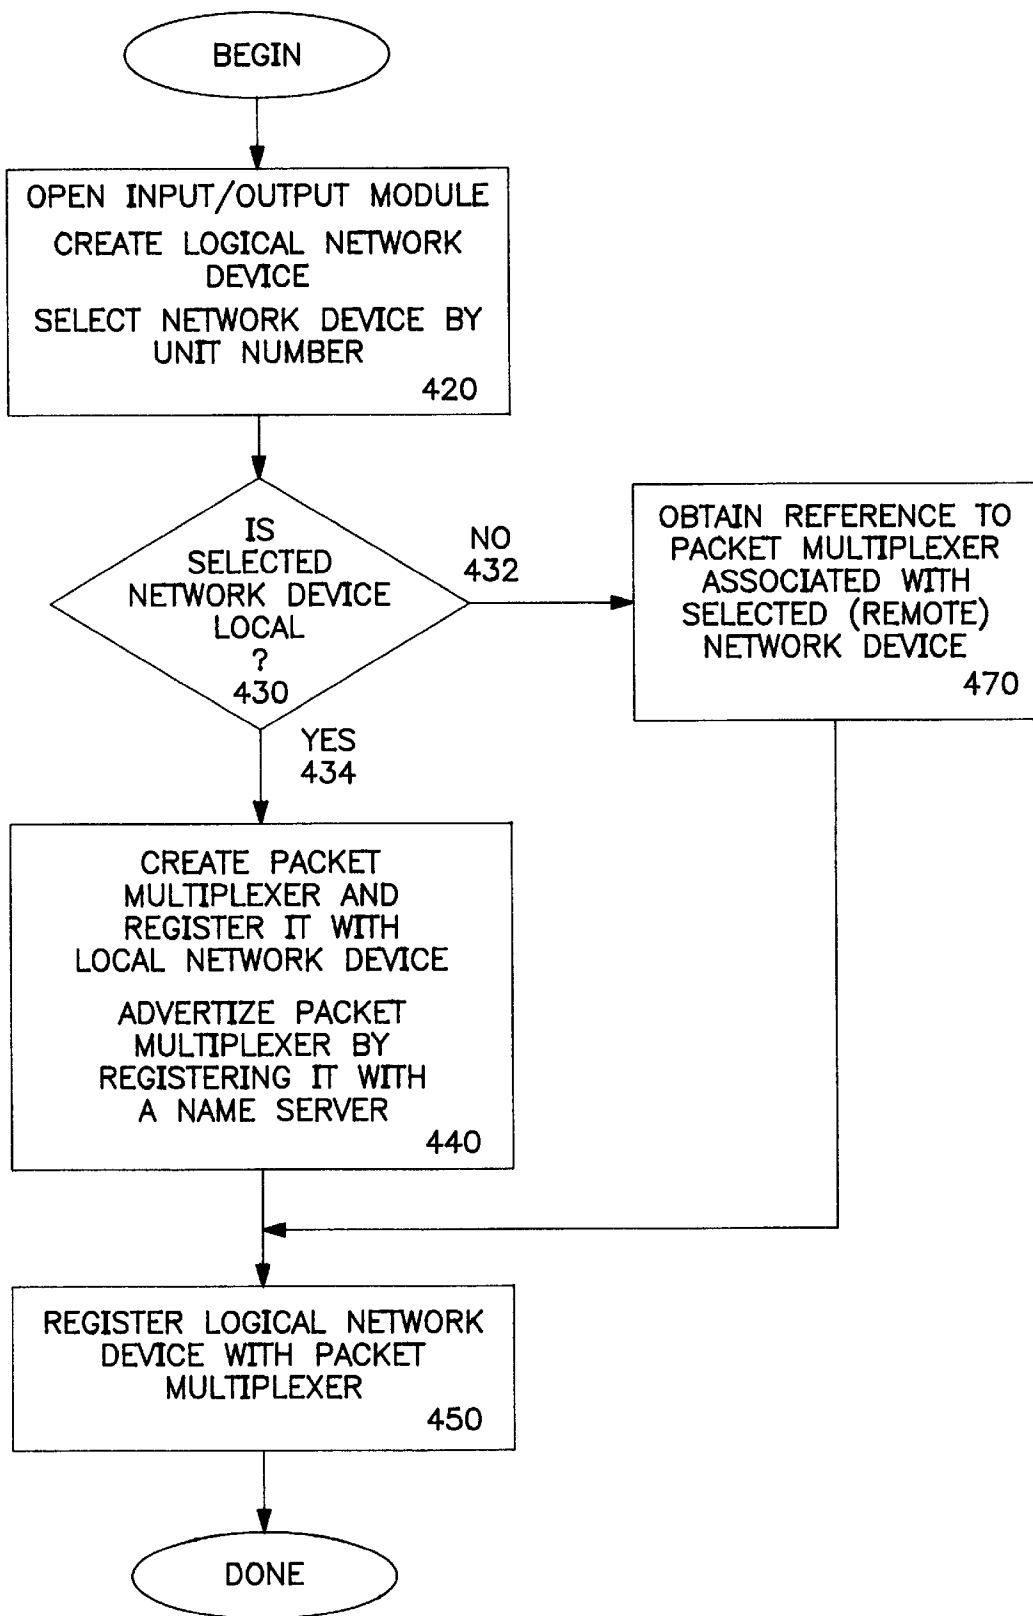 BEGIN
OPEN INPUT/OUTPUT MODULE
CREATE LOGICAL NETWORK
DEVICE
SELECT NETWORK DEVICE BY
UNIT NUMBER
420
IS
SELECTED
NETWORK DEVICE
LOCAL
?
430
NO
432
OBTAIN REFERENCE TO
PACKET MULTIPLEXER
ASSOCIATED WITH
SELECTED (REMOTE)
NETWORK DEVICE
470
YES
434
CREATE PACKET
MULTIPLEXER AND
REGISTER IT WITH
LOCAL NETWORK DEVICE
ADVERTIZE PACKET
MULTIPLEXER BY
REGISTERING IT WITH
A NAME SERVER
440
REGISTER LOGICAL NETWORK
DEVICE WITH PACKET
MULTIPLEXER
450
DONE